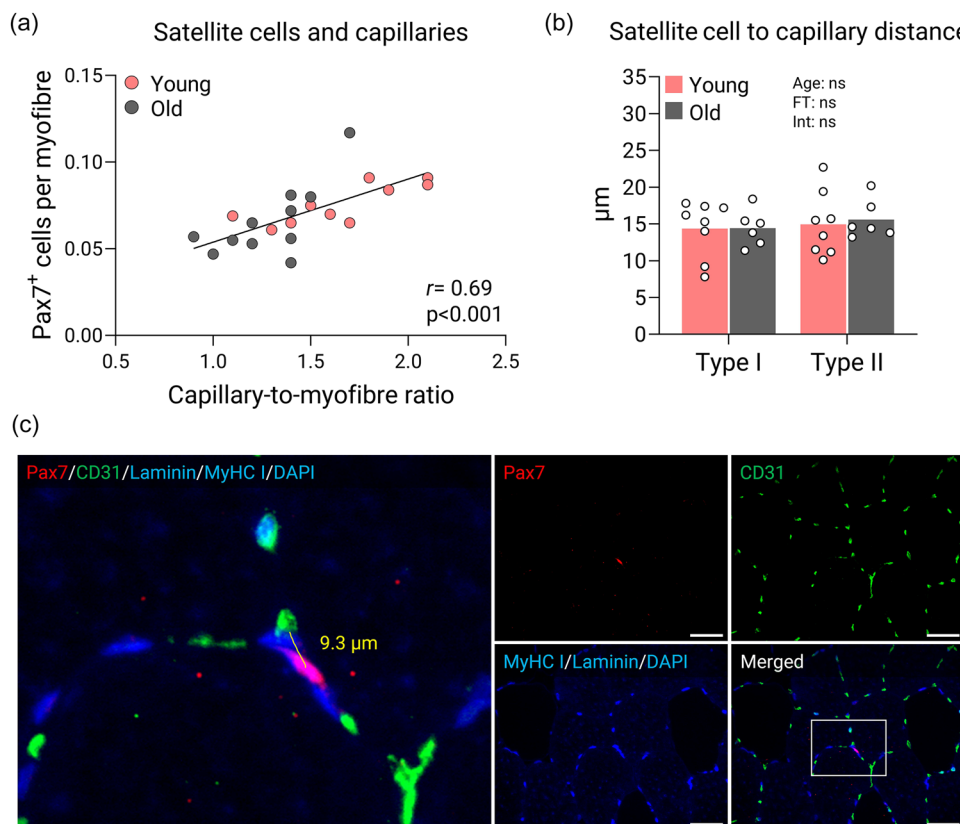 (a)
Satellite cells and capillaries
Young
Old
0.15
0.10
0.05
0.00
Pax7+ cells per myofibre
r= 0.69
p<0.001
0.5 1.0 1.5 2.0 2.5
Capillary-to-myofibre ratio
(b)
Satellite cell to capillary distance
Young
Old
Age: ns
FT: ns
Int: ns
35
30
25
20
15
10
5
0
µm
Type I Type II
(c)
Pax7/CD31/Laminin/MyHC I/DAPI
9.3 µm
Pax7
CD31
MyHC I/Laminin/DAPI
Merged